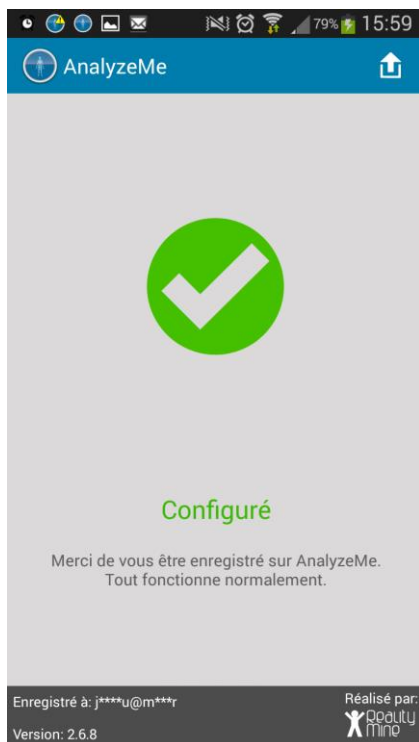 79% 15:59
AnalyzeMe
Configuré
Merci de vous être enregistré sur AnalyzeMe.
Tout fonctionne normalement.
Enregistré à: j****u@m***r
Réalisé par:
Reality
Mine
Version: 2.6.8